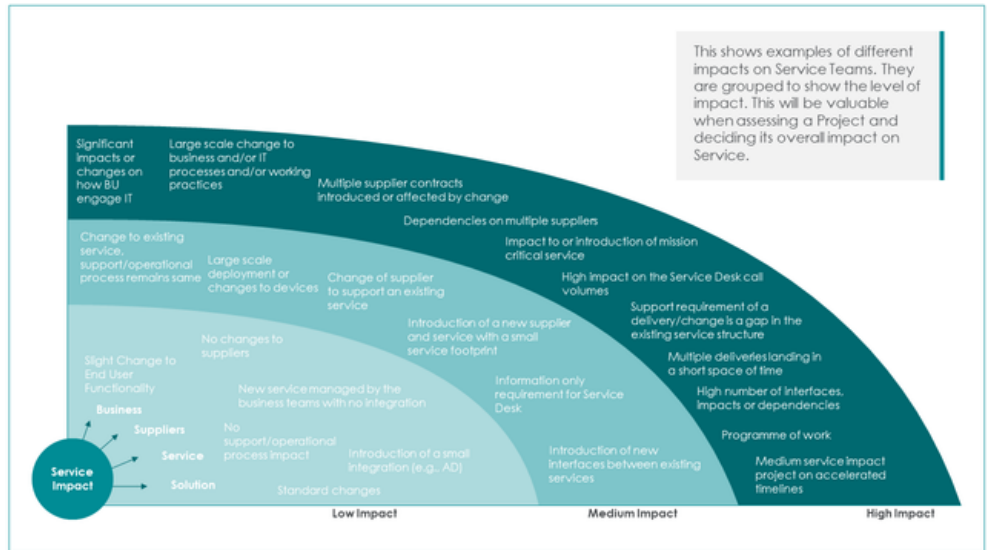 This shows examples of different
impacts on Service Teams. They
are grouped to show the level of
impact. This will be valuable
when assessing a Project and
deciding its overall impact on
Service.
Significant
impacts or
changes on
how BU
engage IT
Large scale change to
business and/or IT
processes and/or working
practices
Multiple supplier contracts
introduced or affected by change
Dependencies on multiple suppliers
Impact to or introduction of mission
critical service
High impact on the Service Desk call
volumes
Support requirement of a
delivery/change is a gap in the
existing service structure
Multiple deliveries landing in
a short space of time
High number of interfaces,
impacts or dependencies
Programme of work
Medium service impact
project on accelerated
timelines
Change to existing
service,
support/operational
process remains same
Large scale
deployment or
changes to devices
Change of supplier
to support an existing
service
Introduction of a new supplier
and service with a small
service footprint
Information only
requirement for Service
Desk
Introduction of new
interfaces between existing
services
No changes to
suppliers
Slight Change to
End User
Functionality
New service managed by the
business teams with no integration
No
support/operational
process impact
Introduction of a small
integration (e.g., AD)
Standard changes
Business
Suppliers
Service
Solution
Service
Impact
Low Impact
Medium Impact
High Impact